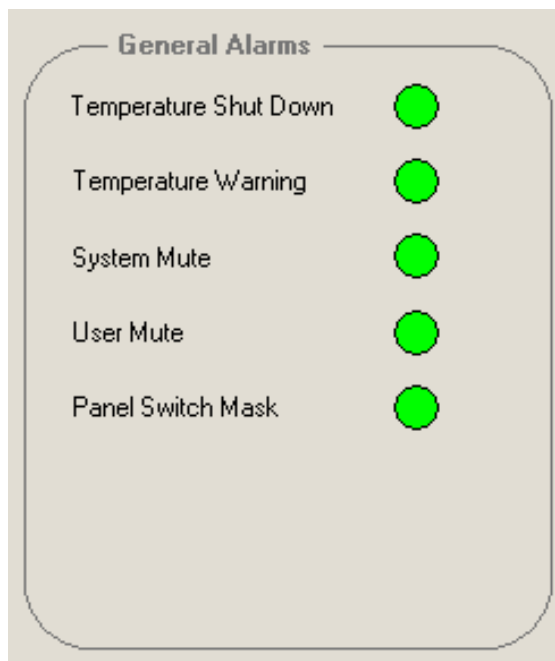 General Alarms
Temperature Shut Down
Temperature Warning
System Mute
User Mute
Panel Switch Mask